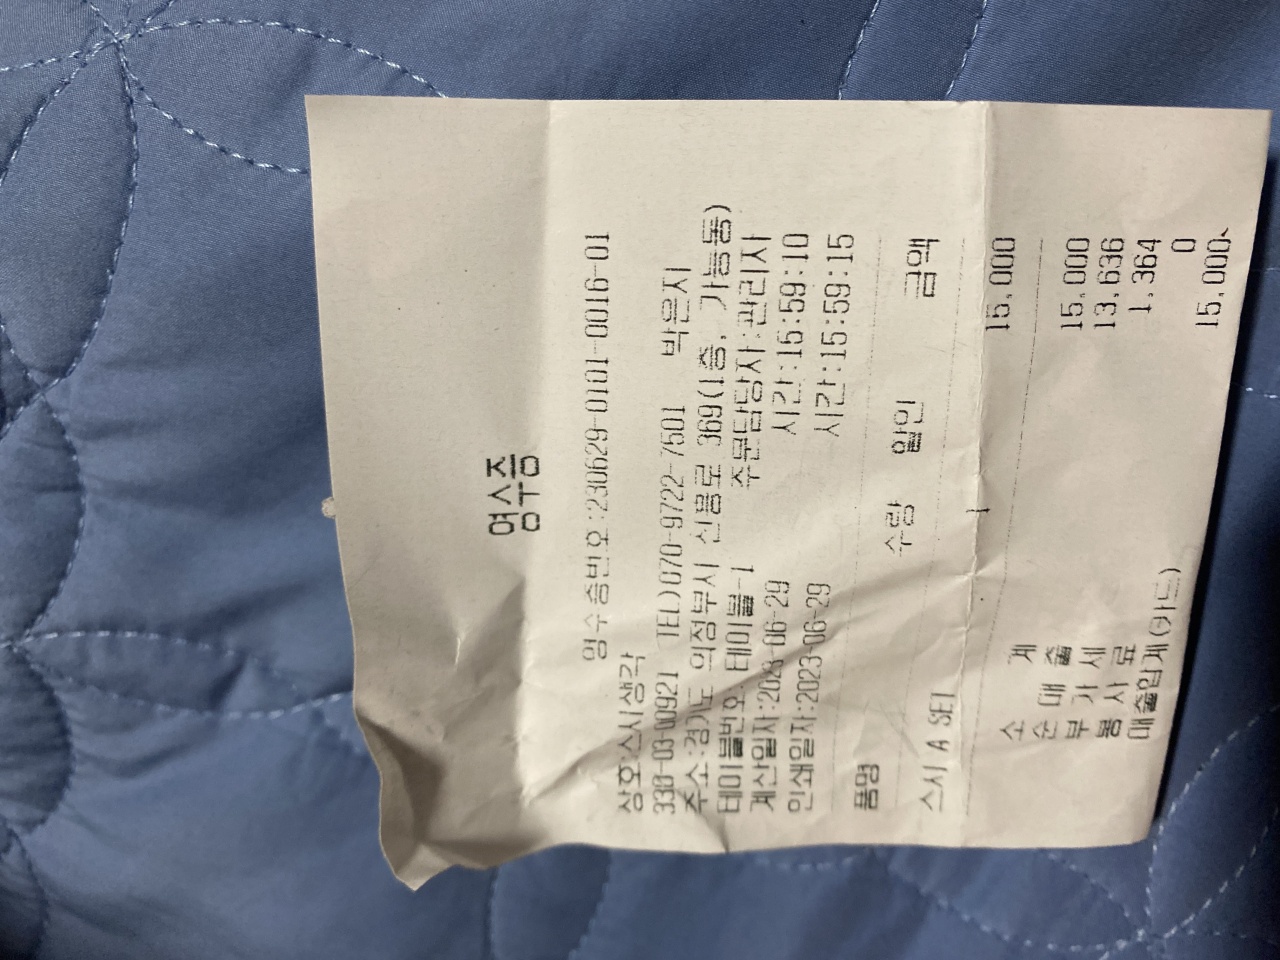 영수증
영수증번호:230629-0101-0016-01
상호:스시생각
330-03-00921 TEL)070-9722-7501 박은지
주소:경기도 의정부시 신흥로 369(1층, 가능동)
테이블번호: 테이블-1 주문담당자:관리자
계산일자:2023-06-29 시간:15:59:10
인쇄일자:2023-06-29 시간:15:59:15
품명 수량 할인 금액
스시 A SET 1 15,000
소 계 15,000
순 매 출 13,636
부 가 세 1,364
봉 사 료 0
매출합계(카드) 15,000